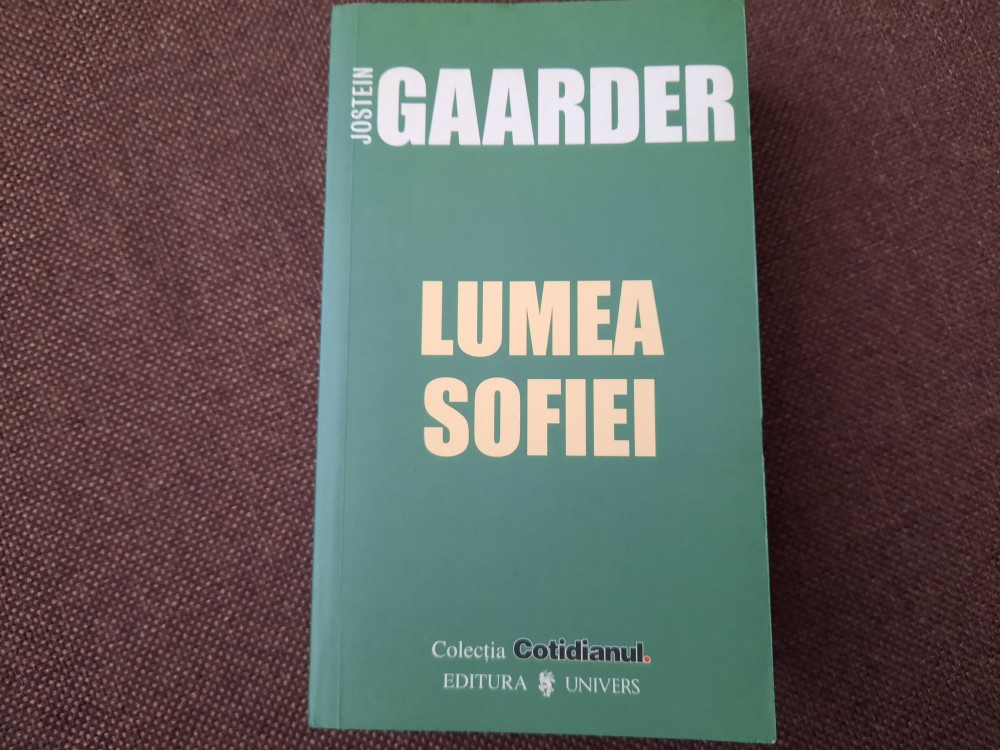 JOSTEIN
GAARDER
LUMEA
SOFIEI
Colecția Cotidianul.
EDITURA UNIVERS